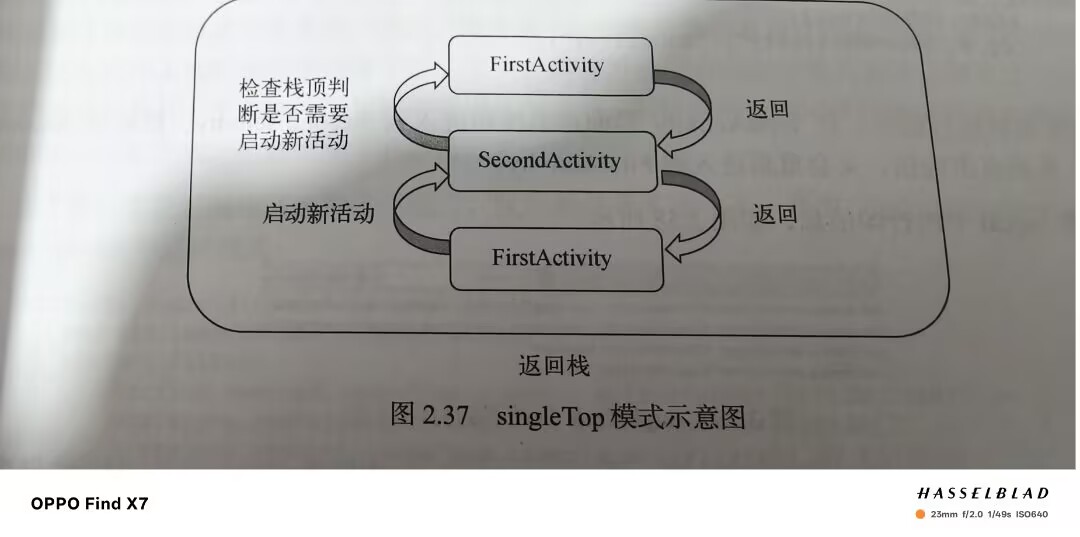 FirstActivity
检查栈顶判
断是否需要
启动新活动
返回
SecondActivity
启动新活动
返回
FirstActivity
返回栈
图 2.37 singleTop 模式示意图
OPPO Find X7
HASSELBLAD
23mm f/2.0 1/49s ISO640